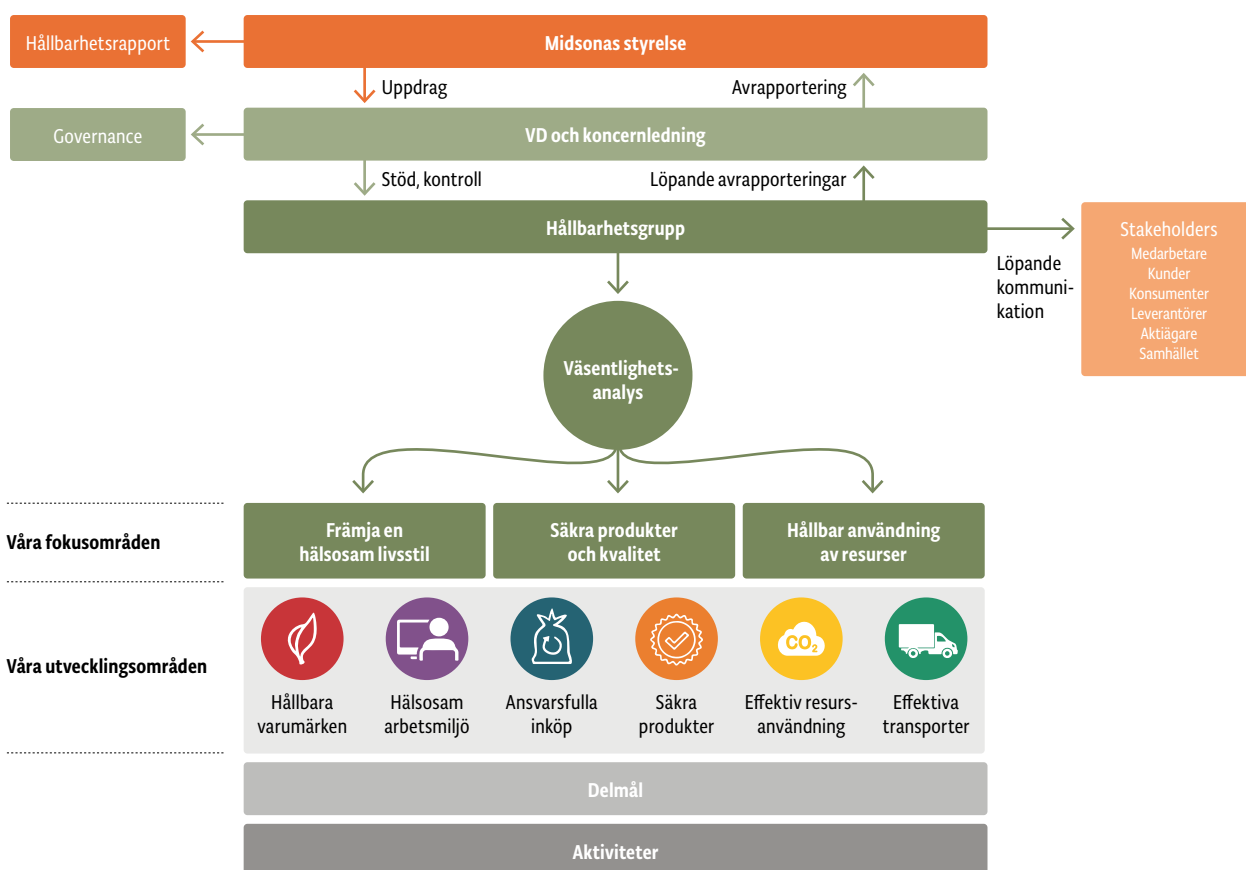 Hållbarhetsrapport
Midsonas styrelse
Uppdrag
Avrapportering
Governance
VD och koncernledning
Stöd, kontroll
Löpande avrapporteringar
Hållbarhetsgrupp
Löpande
kommuni-
kation
Stakeholders
Medarbetare
Kunder
Konsumenter
Leverantörer
Aktiägare
Samhället
Väsentlighets-
analys
Våra fokusområden
Främja en
hälsosam livsstil
Säkra produkter
och kvalitet
Hållbar användning
av resurser
Våra utvecklingsområden
CO2
Hållbara
varumärken
Hälsosam
arbetsmiljö
Ansvarsfulla
inköp
Säkra
produkter
Effektiv resurs-
användning
Effektiva
transporter
Delmål
Aktiviteter